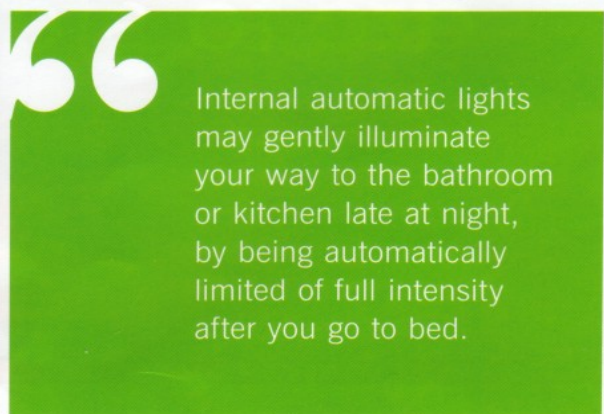 “
Internal automatic lights
may gently illuminate
your way to the bathroom
or kitchen late at night,
by being automatically
limited of full intensity
after you go to bed.